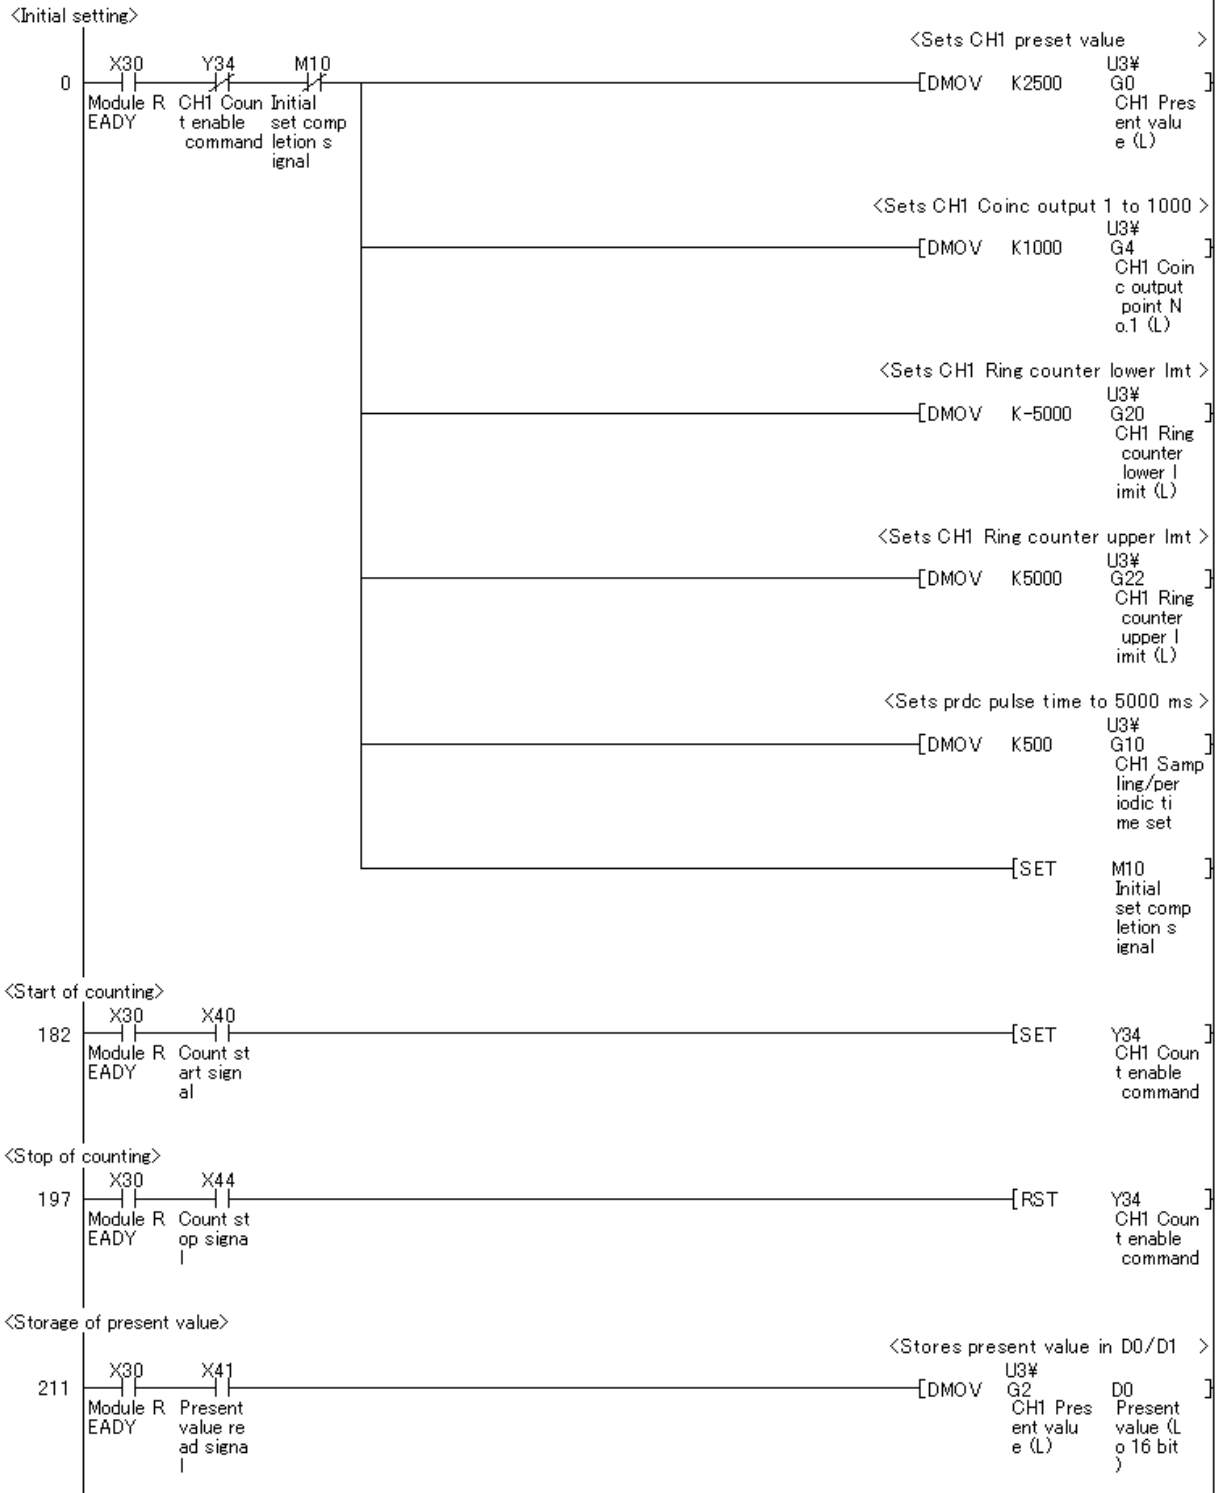 <Initial setting>
<Sets CH1 preset value >
X30 Y34 M10 U3¥
0 [DMOV K2500 G0 ]
Module R CH1 Coun Initial CH1 Pres
EADY t enable set comp ent valu
command letion s e (L)
ignal
<Sets CH1 Coinc output 1 to 1000 >
U3¥
[DMOV K1000 G4 ]
CH1 Coin
c output
point N
o.1 (L)
<Sets CH1 Ring counter lower lmt >
U3¥
[DMOV K-5000 G20 ]
CH1 Ring
counter
lower l
imit (L)
<Sets CH1 Ring counter upper lmt >
U3¥
[DMOV K5000 G22 ]
CH1 Ring
counter
upper l
imit (L)
<Sets prdc pulse time to 5000 ms >
U3¥
[DMOV K500 G10 ]
CH1 Samp
ling/per
iodic ti
me set
[SET M10 ]
Initial
set comp
letion s
ignal
<Start of counting>
X30 X40
182 [SET Y34 ]
Module R Count st CH1 Coun
EADY art sign t enable
al command
<Stop of counting>
X30 X44
197 [RST Y34 ]
Module R Count st CH1 Coun
EADY op signa t enable
l command
<Storage of present value>
<Stores present value in D0/D1 >
X30 X41 U3¥
211 [DMOV G2 D0 ]
Module R Present CH1 Pres Present
EADY value re ent valu value (L
ad signa e (L) o 16 bit
l )